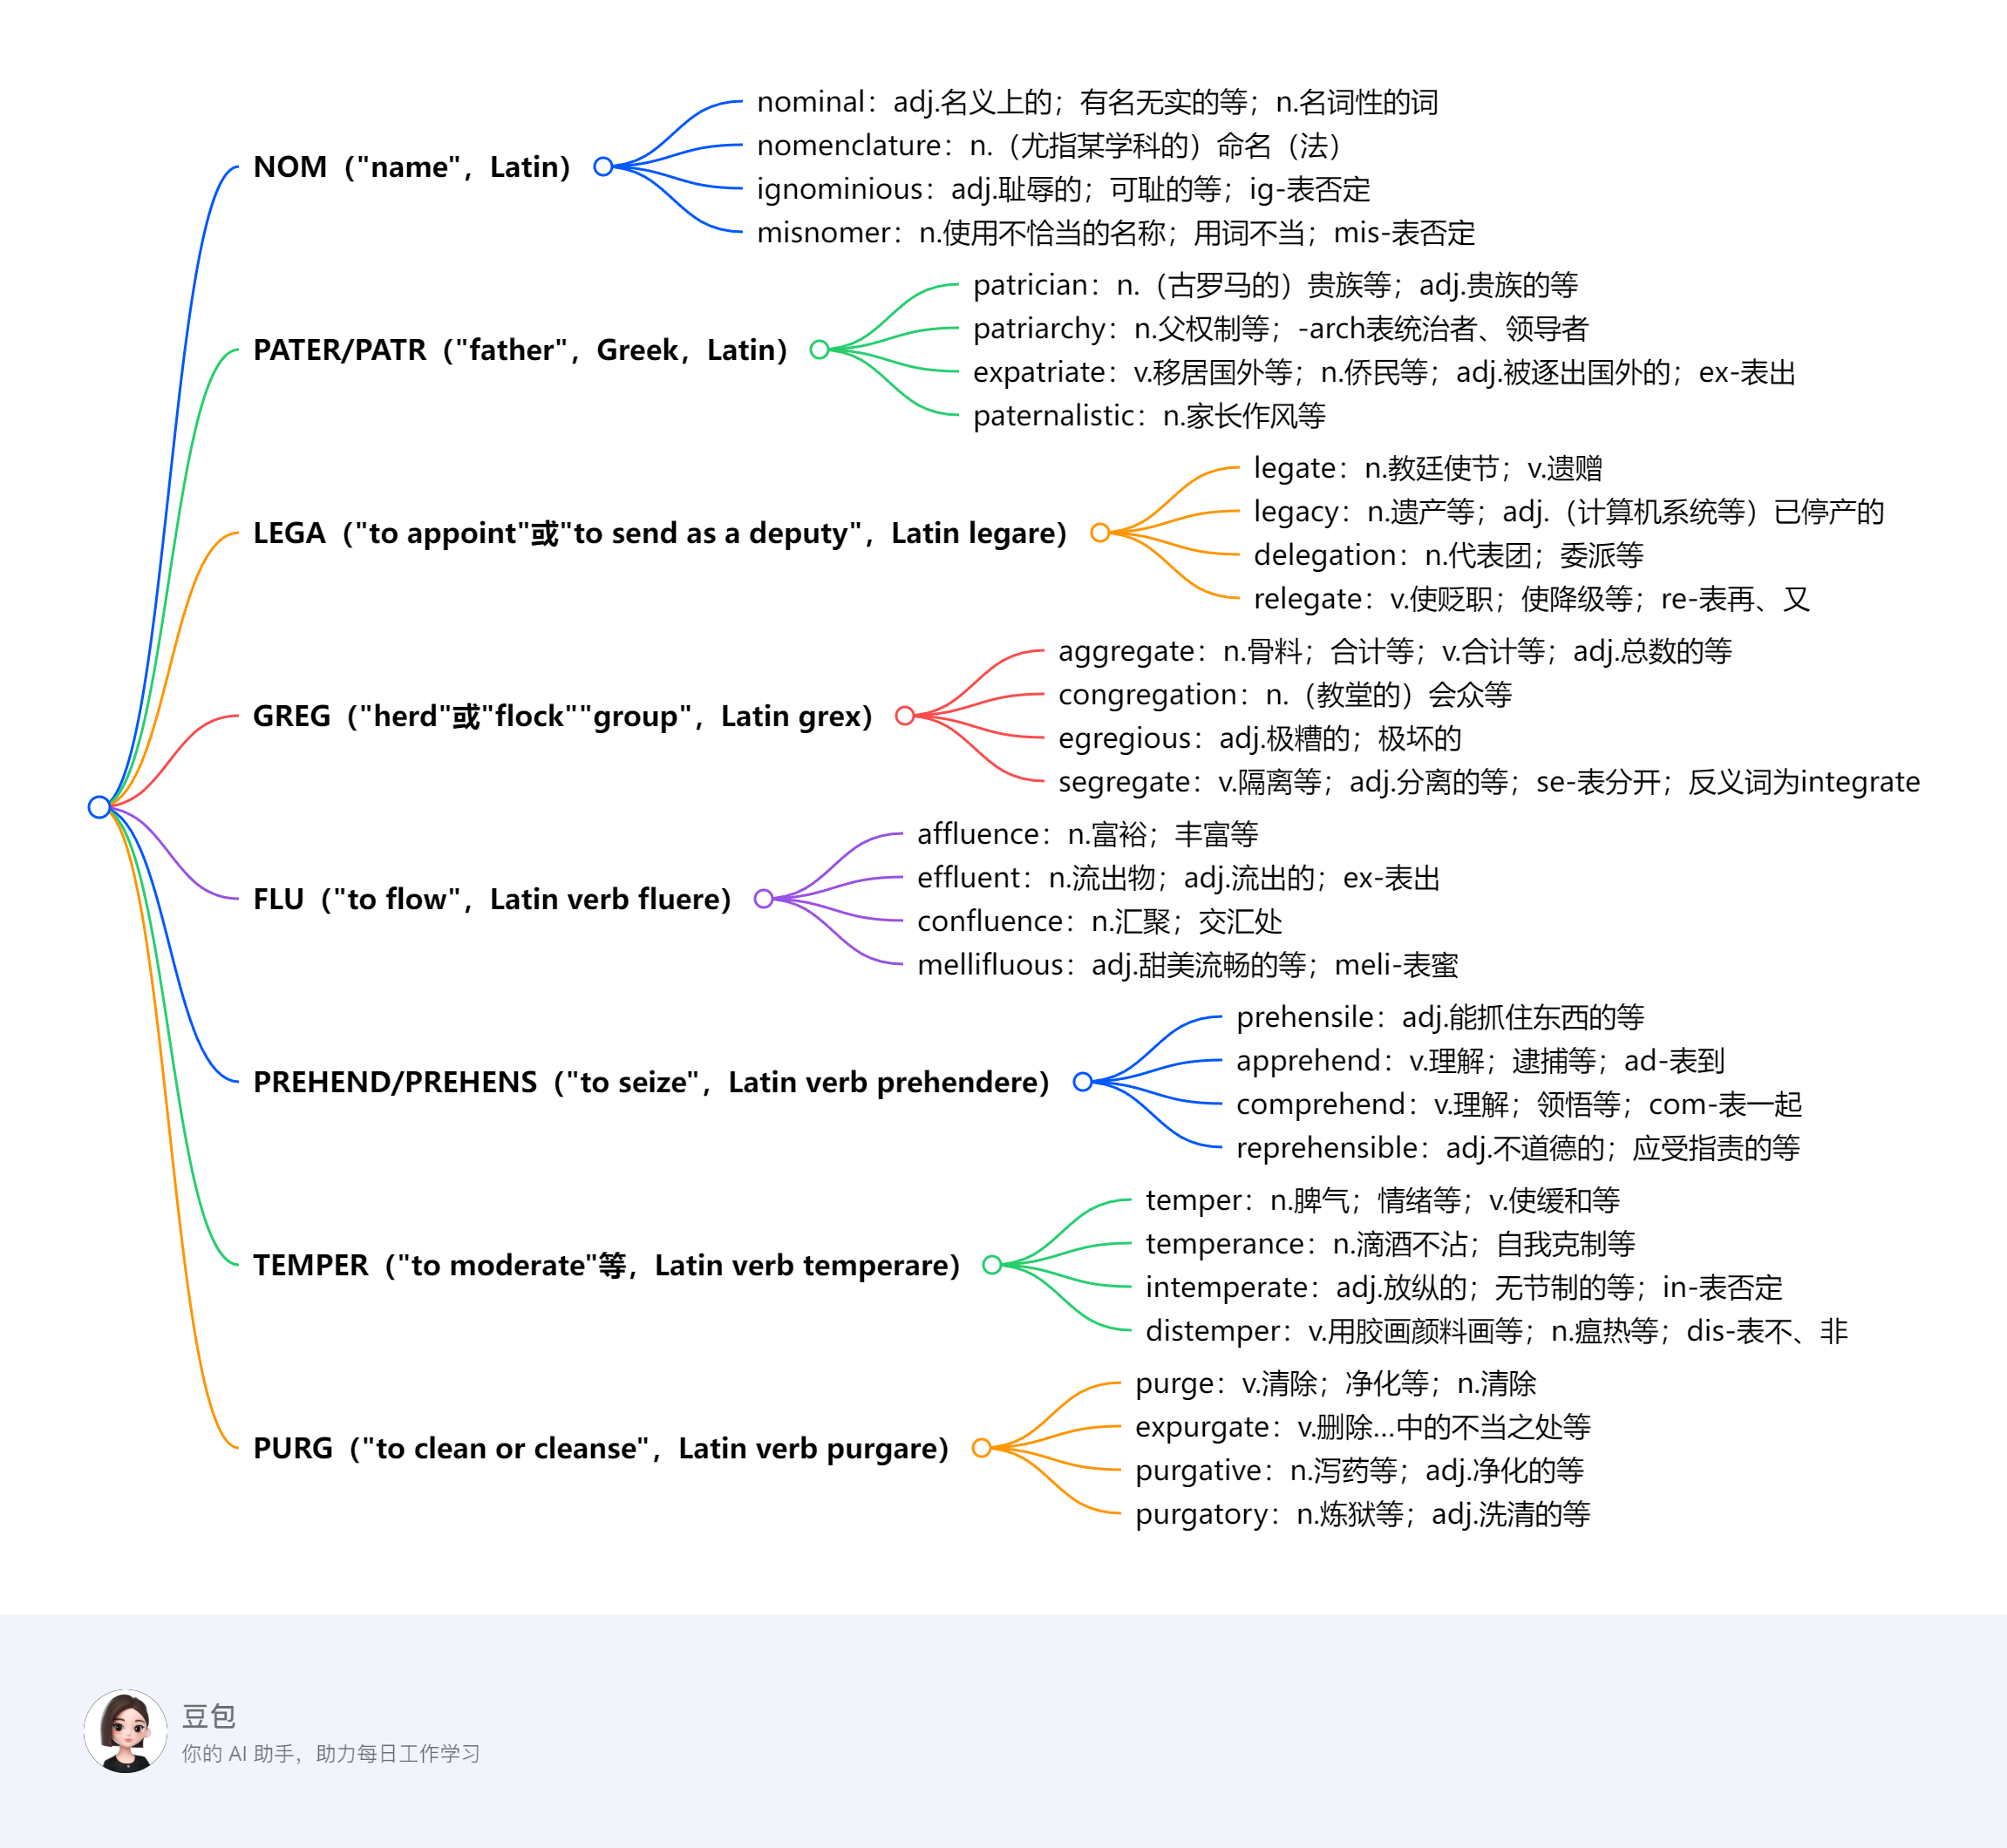 NOM（"name"，Latin）
nominal：adj.名义上的；有名无实的等；n.名词性的词
nomenclature：n.（尤指某学科的）命名（法）
ignominious：adj.耻辱的；可耻的等；ig-表否定
misnomer：n.使用不恰当的名称；用词不当；mis-表否定
PATER/PATR（"father"，Greek，Latin）
patrician：n.（古罗马的）贵族等；adj.贵族的等
patriarchy：n.父权制等；-arch表统治者、领导者
expatriate：v.移居国外等；n.侨民等；adj.被逐出国外的；ex-表出
paternalistic：n.家长作风等
LEGA（"to appoint"或"to send as a deputy"，Latin legare）
legate：n.教廷使节；v.遗赠
legacy：n.遗产等；adj.（计算机系统等）已停产的
delegation：n.代表团；委派等
relegate：v.使贬职；使降级等；re-表再、又
GREG（"herd"或"flock""group"，Latin grex）
aggregate：n.骨料；合计等；v.合计等；adj.总数的等
congregation：n.（教堂的）会众等
egregious：adj.极糟的；极坏的
segregate：v.隔离等；adj.分离的等；se-表分开；反义词为integrate
FLU（"to flow"，Latin verb fluere）
affluence：n.富裕；丰富等
effluent：n.流出物；adj.流出的；ex-表出
confluence：n.汇聚；交汇处
mellifluous：adj.甜美流畅的等；meli-表蜜
PREHEND/PREHENS（"to seize"，Latin verb prehendere）
prehensile：adj.能抓住东西的等
apprehend：v.理解；逮捕等；ad-表到
comprehend：v.理解；领悟等；com-表一起
reprehensible：adj.不道德的；应受指责的等
TEMPER（"to moderate"等，Latin verb temperare）
temper：n.脾气；情绪等；v.使缓和等
temperance：n.滴酒不沾；自我克制等
intemperate：adj.放纵的；无节制的等；in-表否定
distemper：v.用胶画颜料画等；n.瘟热等；dis-表不、非
PURG（"to clean or cleanse"，Latin verb purgare）
purge：v.清除；净化等；n.清除
expurgate：v.删除...中的不当之处等
purgative：n.泻药等；adj.净化的等
purgatory：n.炼狱等；adj.洗清的等
豆包
你的 AI 助手，助力每日工作学习